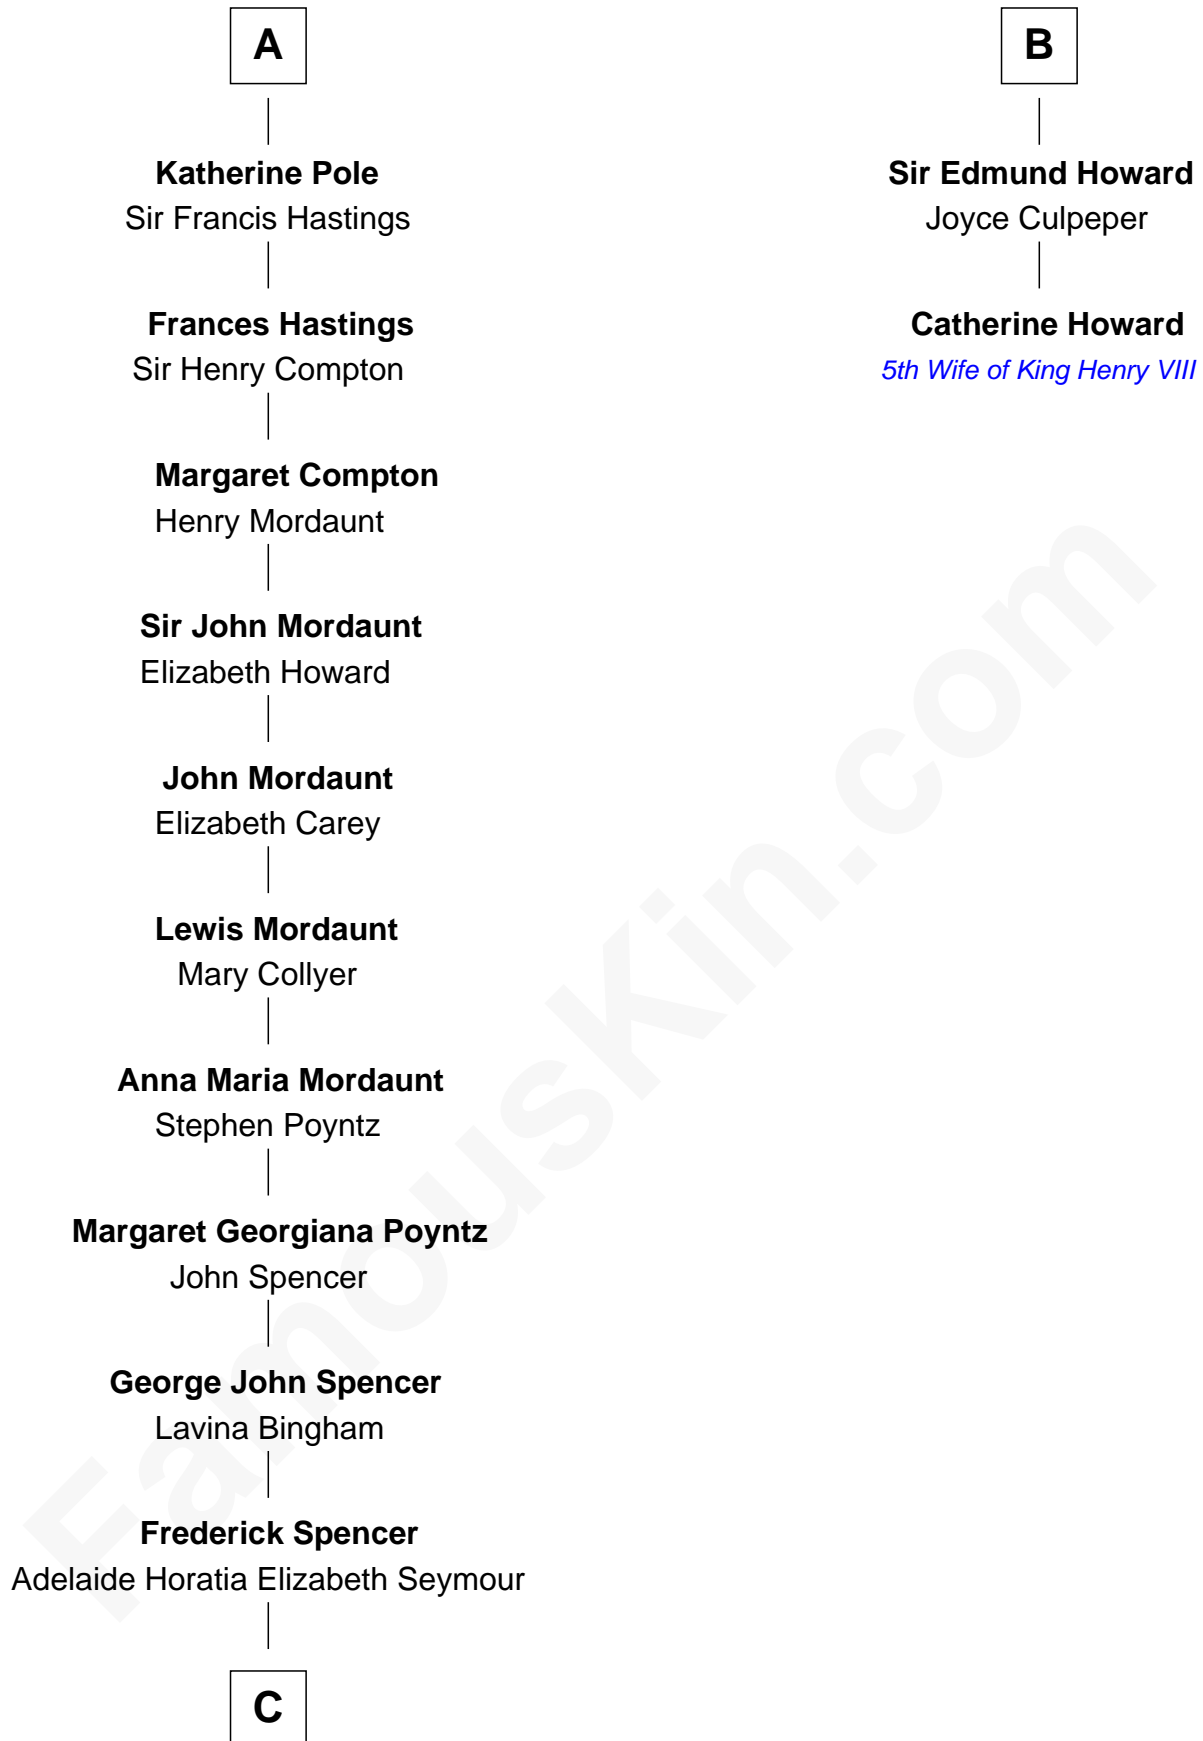 A
Katherine Pole
Sir Francis Hastings
Frances Hastings
Sir Henry Compton
Margaret Compton
Henry Mordaunt
Sir John Mordaunt
Elizabeth Howard
John Mordaunt
Elizabeth Carey
Lewis Mordaunt
Mary Collyer
Anna Maria Mordaunt
Stephen Poyntz
Margaret Georgiana Poyntz
John Spencer
George John Spencer
Lavina Bingham
Frederick Spencer
Adelaide Horatia Elizabeth Seymour
C
B
Sir Edmund Howard
Joyce Culpeper
Catherine Howard
5th Wife of King Henry VIII
FamousKin.com